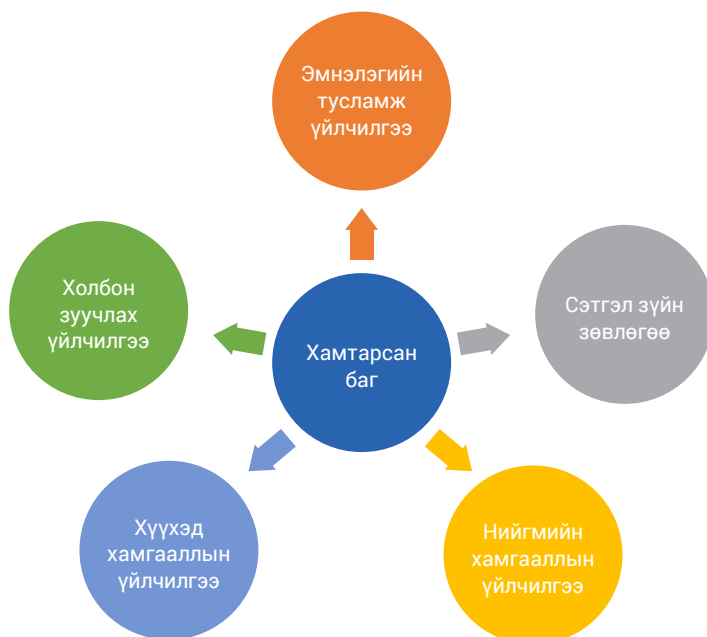 Эмнэлэгийн
тусламж
үйлчилгээ
Холбон
зуучлах
үйлчилгээ
Сэтгэл зүйн
зөвлөгөө
Хамтарсан
баг
Хүүхэд
хамгааллын
үйлчилгээ
Нийгмийн
хамгааллын
үйлчилгээ